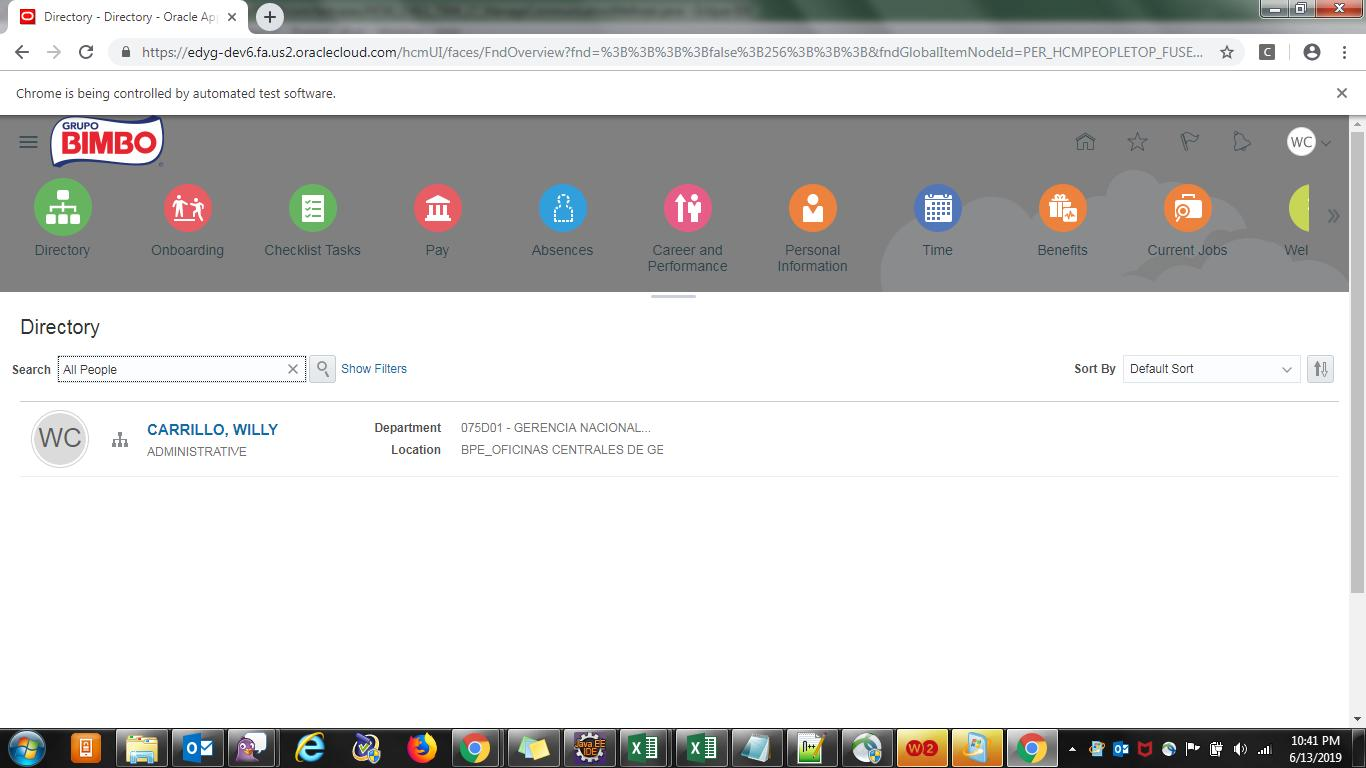 Directory - Directory - Oracle Ap
https://edyg-dev6.fa.us2.oraclecloud.com/hcmUI/faces/FndOverview?fnd=%3B%3B%3B%3Bfalse%3B256%3B%3B%3B&fndGlobalItemNodeId=PER_HCMPEOPLETOP_FUSE...
C
Chrome is being controlled by automated test software.
GRUPO
BIMBO
WC
Directory
Onboarding
Checklist Tasks
Pay
Absences
Career and
Performance
Personal
Information
Time
Benefits
Current Jobs
Wel
Directory
Search
All People
Show Filters
Sort By
Default Sort
WC
CARRILLO, WILLY
ADMINISTRATIVE
Department
075D01 - GERENCIA NACIONAL...
Location
BPE_OFICINAS CENTRALES DE GE
Java EE
IDE
W2
10:41 PM
6/13/2019